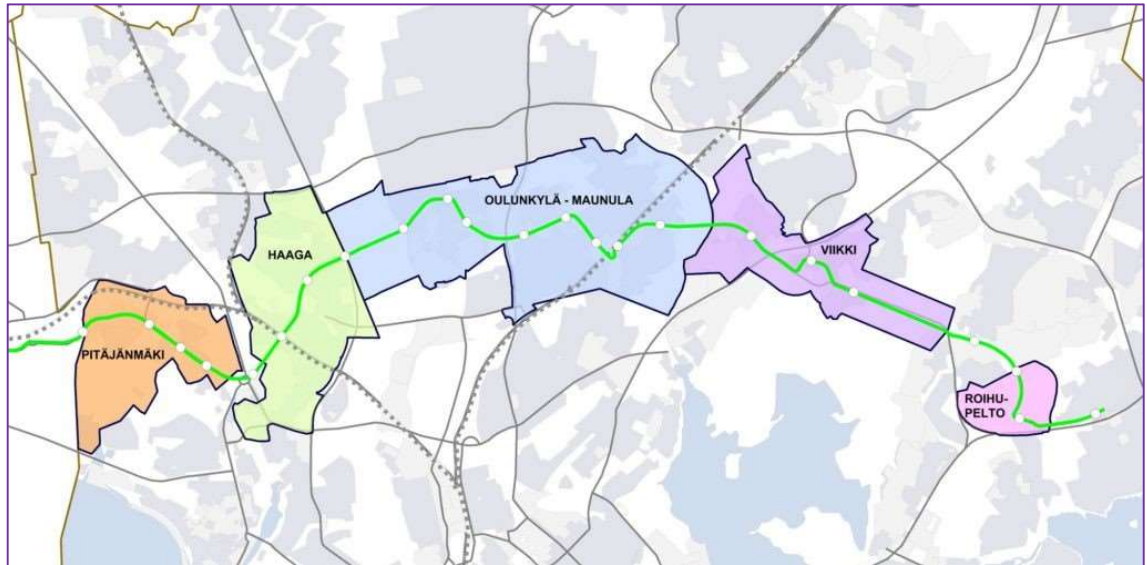 OULUNKYLÄ - MAUNULA
HAAGA
VIIKKI
PITÄJÄNMÄKI
ROIHU-
PELTO